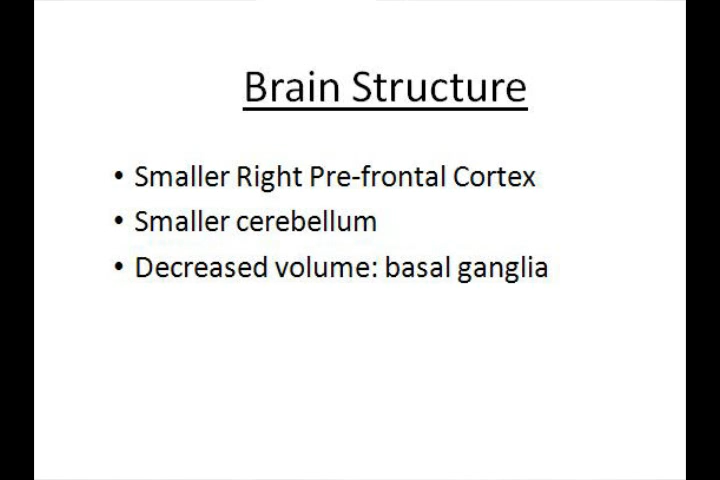 Brain Structure
• Smaller Right Pre-frontal Cortex
• Smaller cerebellum
• Decreased volume: basal ganglia